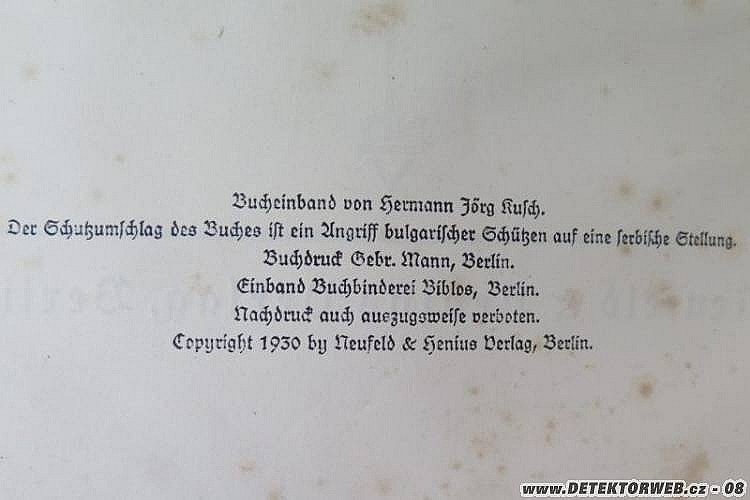 Bucheinband von Hermann Jörg Kusch.
Der Schutzumschlag des Buches ist ein Angriff bulgarischer Schützen auf eine serbische Stellung.
Buchdruck Gebr. Mann, Berlin.
Einband Buchbinderei Biblos, Berlin.
Nachdruck auch auszugsweise verboten.
Copyright 1930 by Neufeld & Henius Verlag, Berlin.
www.DETEKTORWEB.cz - 08